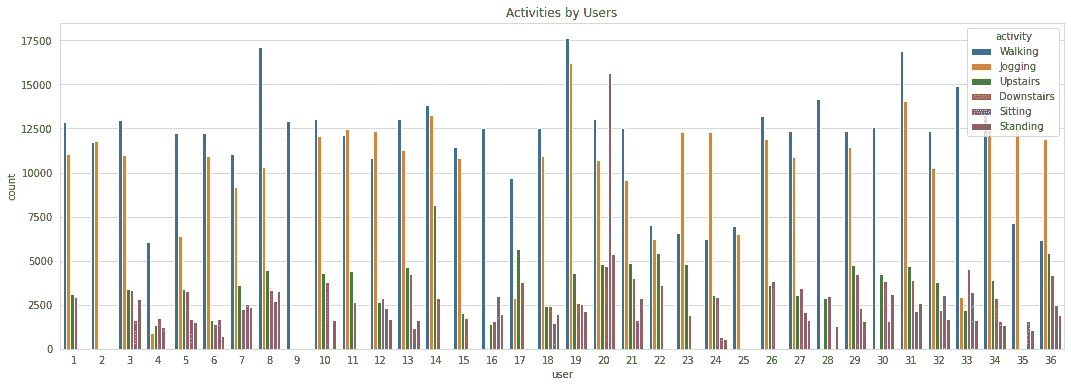 Activities by Users
17500
15000
12500
10000
7500
5000
2500
0
count
activity
Walking
Jogging
Upstairs
Downstairs
Sitting
Standing
1 2 3 4 5 6 7 8 9 10 11 12 13 14 15 16 17 18 19 20 21 22 23 24 25 26 27 28 29 30 31 32 33 34 35 36
user